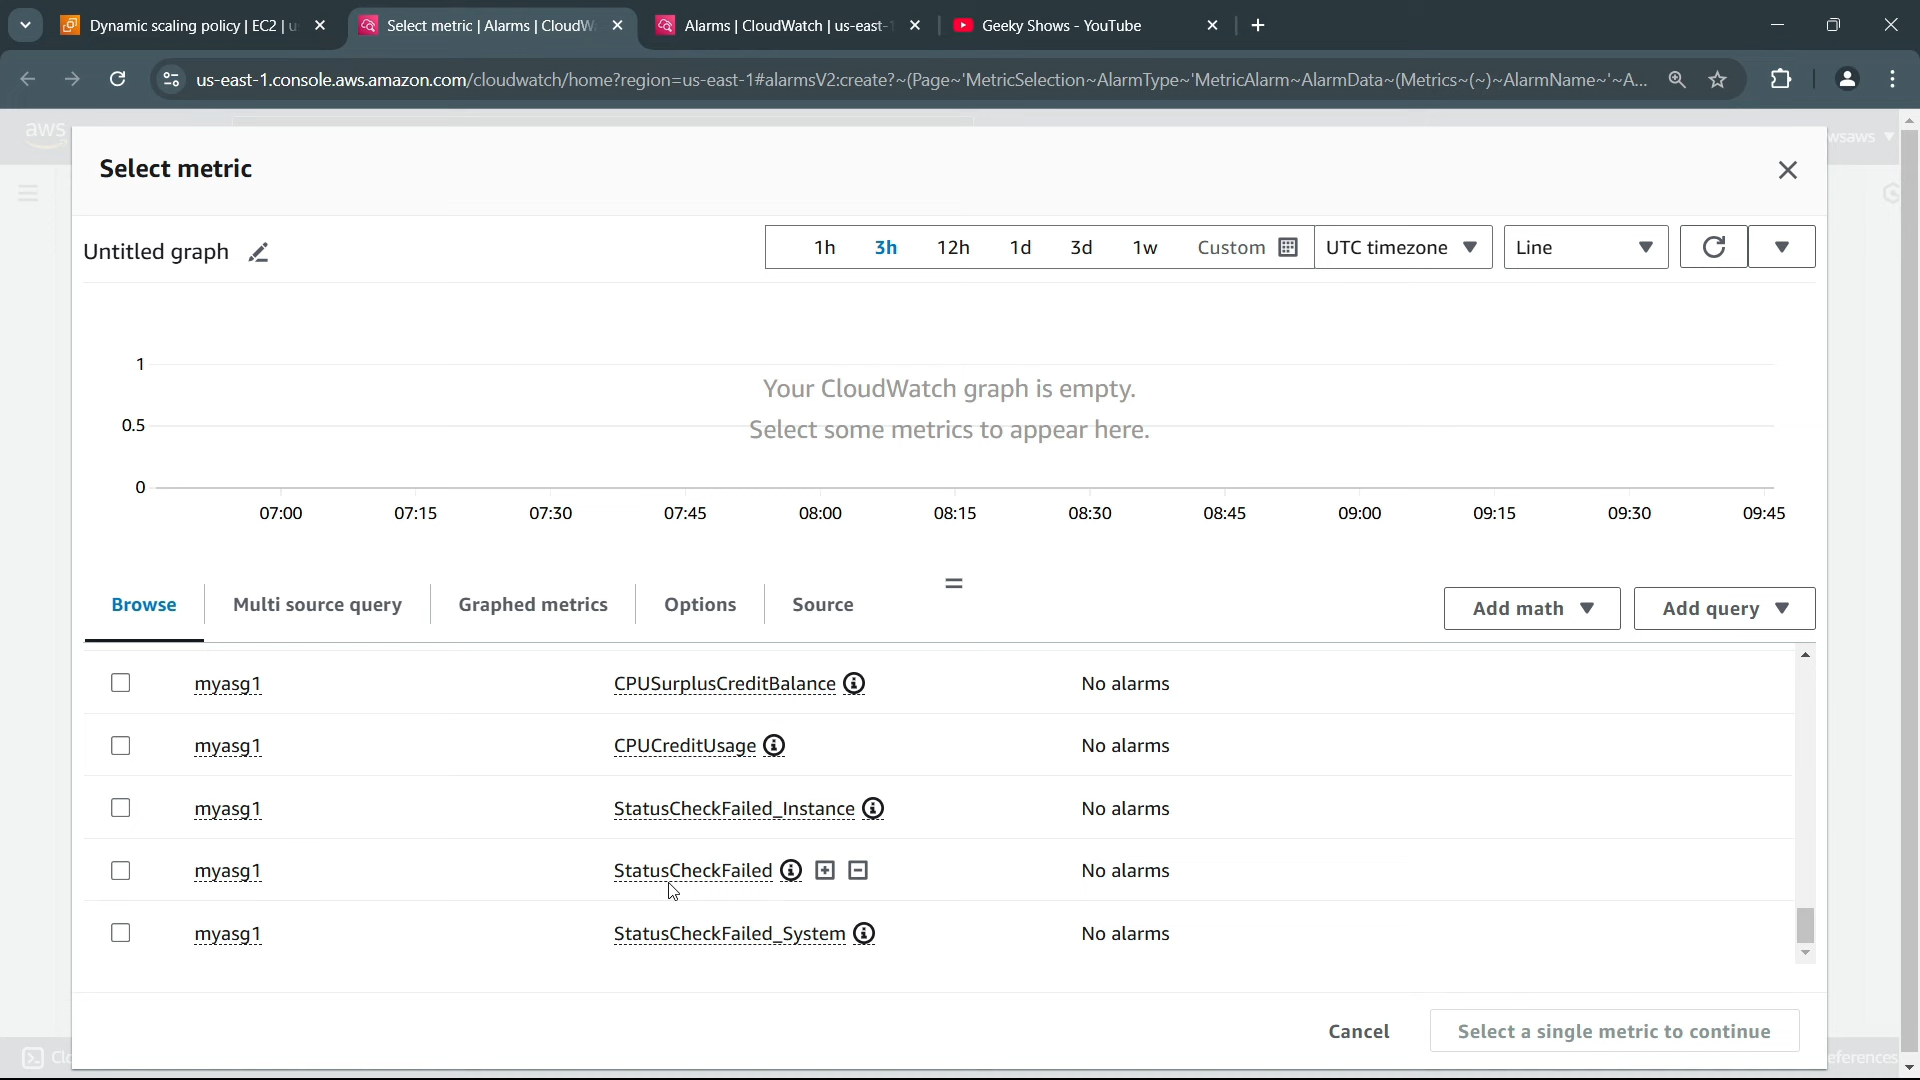 Dynamic scaling policy | EC2 | u
Select metric | Alarms | CloudW
Alarms | CloudWatch | us-east-
Geeky Shows - YouTube
us-east-1.console.aws.amazon.com/cloudwatch/home?region=us-east-1#alarmsV2:create?~(Page~'MetricSelection~AlarmType~'MetricAlarm~AlarmData~(Metrics~(~)~AlarmName~'~A...
aws
wsaws
Select metric
Untitled graph
1h 3h 12h 1d 3d 1w Custom UTC timezone Line
1
Your CloudWatch graph is empty.
0.5
Select some metrics to appear here.
0
07:00 07:15 07:30 07:45 08:00 08:15 08:30 08:45 09:00 09:15 09:30 09:45
Browse Multi source query Graphed metrics Options Source Add math Add query
myasg1 CPUSurplusCreditBalance No alarms
myasg1 CPUCreditUsage No alarms
myasg1 StatusCheckFailed_Instance No alarms
myasg1 StatusCheckFailed No alarms
myasg1 StatusCheckFailed_System No alarms
Cancel Select a single metric to continue
Clo
eferences